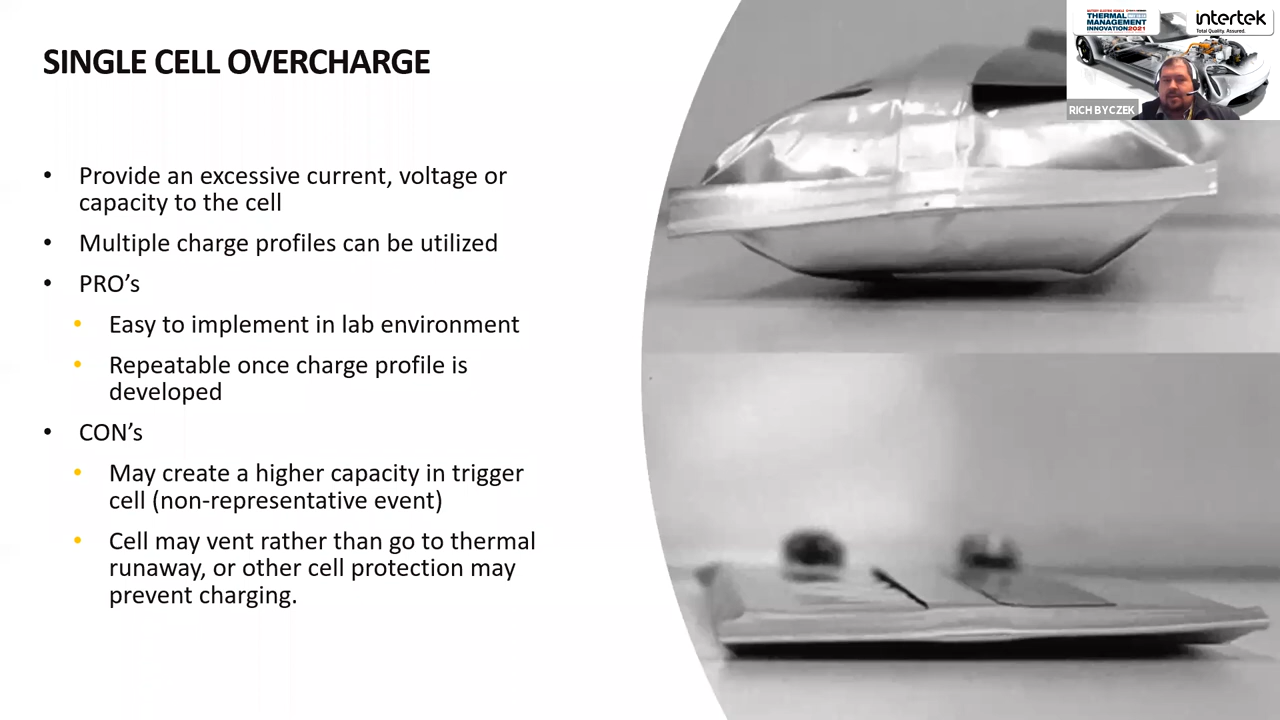 SINGLE CELL OVERCHARGE
• Provide an excessive current, voltage or
capacity to the cell
• Multiple charge profiles can be utilized
• PRO’s
• Easy to implement in lab environment
• Repeatable once charge profile is
developed
• CON’s
• May create a higher capacity in trigger
cell (non-representative event)
• Cell may vent rather than go to thermal
runaway, or other cell protection may
prevent charging.
THERMAL
MANAGEMENT
INNOVATION2021
intertek
Total Quality. Assured.
RICH BYCZEK